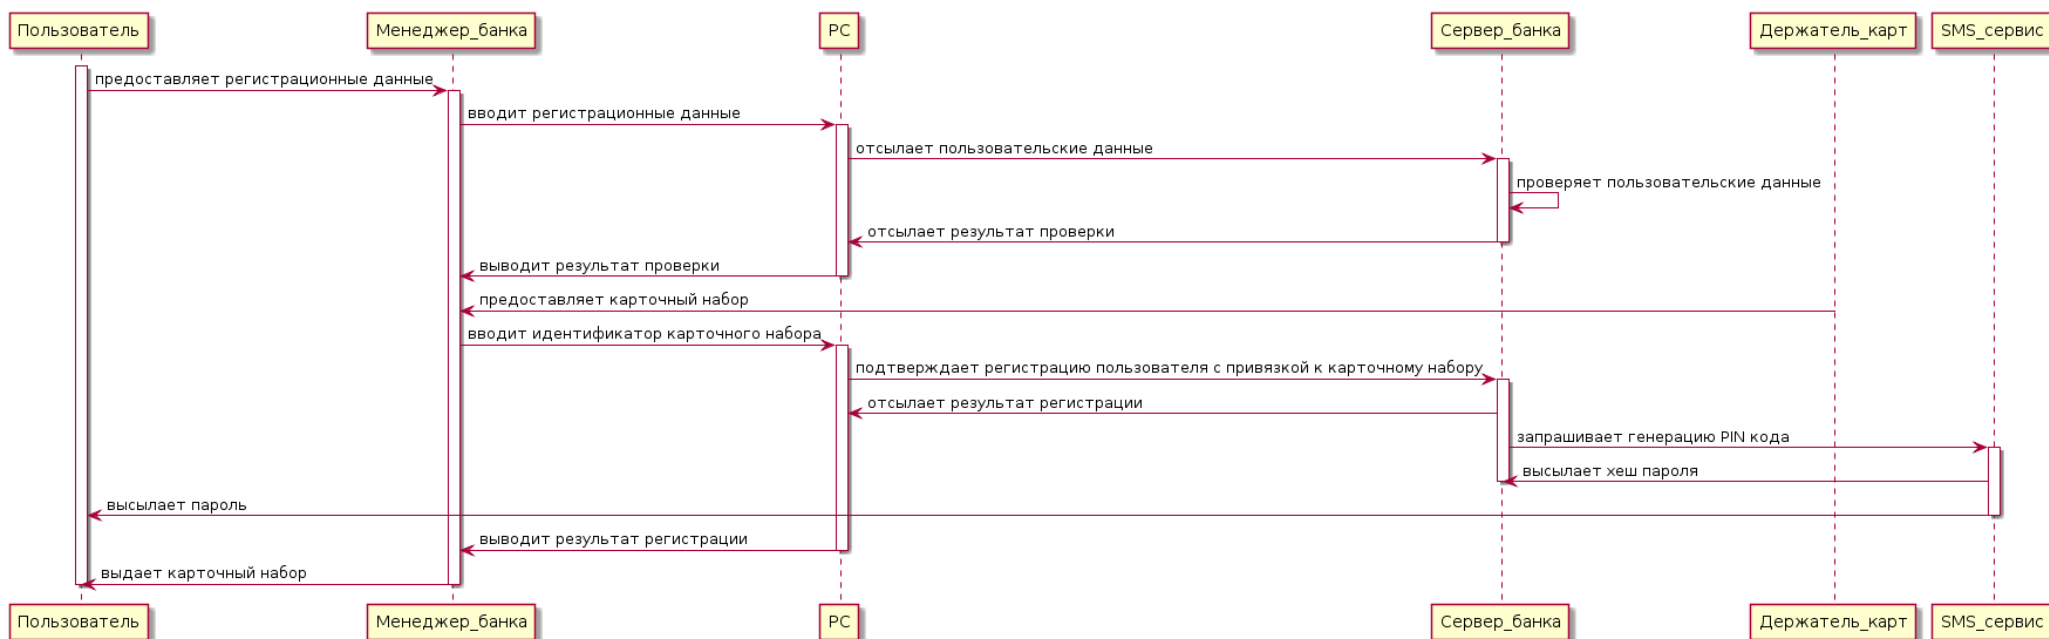 Пользователь
Менеджер_банка
PC
Сервер_банка
Держатель_карт
SMS_сервис
предоставляет регистрационные данные
вводит регистрационные данные
отсылает пользовательские данные
проверяет пользовательские данные
отсылает результат проверки
выводит результат проверки
предоставляет карточный набор
вводит идентификатор карточного набора
подтверждает регистрацию пользователя с привязкой к карточному набору
отсылает результат регистрации
запрашивает генерацию PIN кода
высылает хеш пароля
высылает пароль
выводит результат регистрации
выдает карточный набор
Пользователь
Менеджер_банка
PC
Сервер_банка
Держатель_карт
SMS_сервис